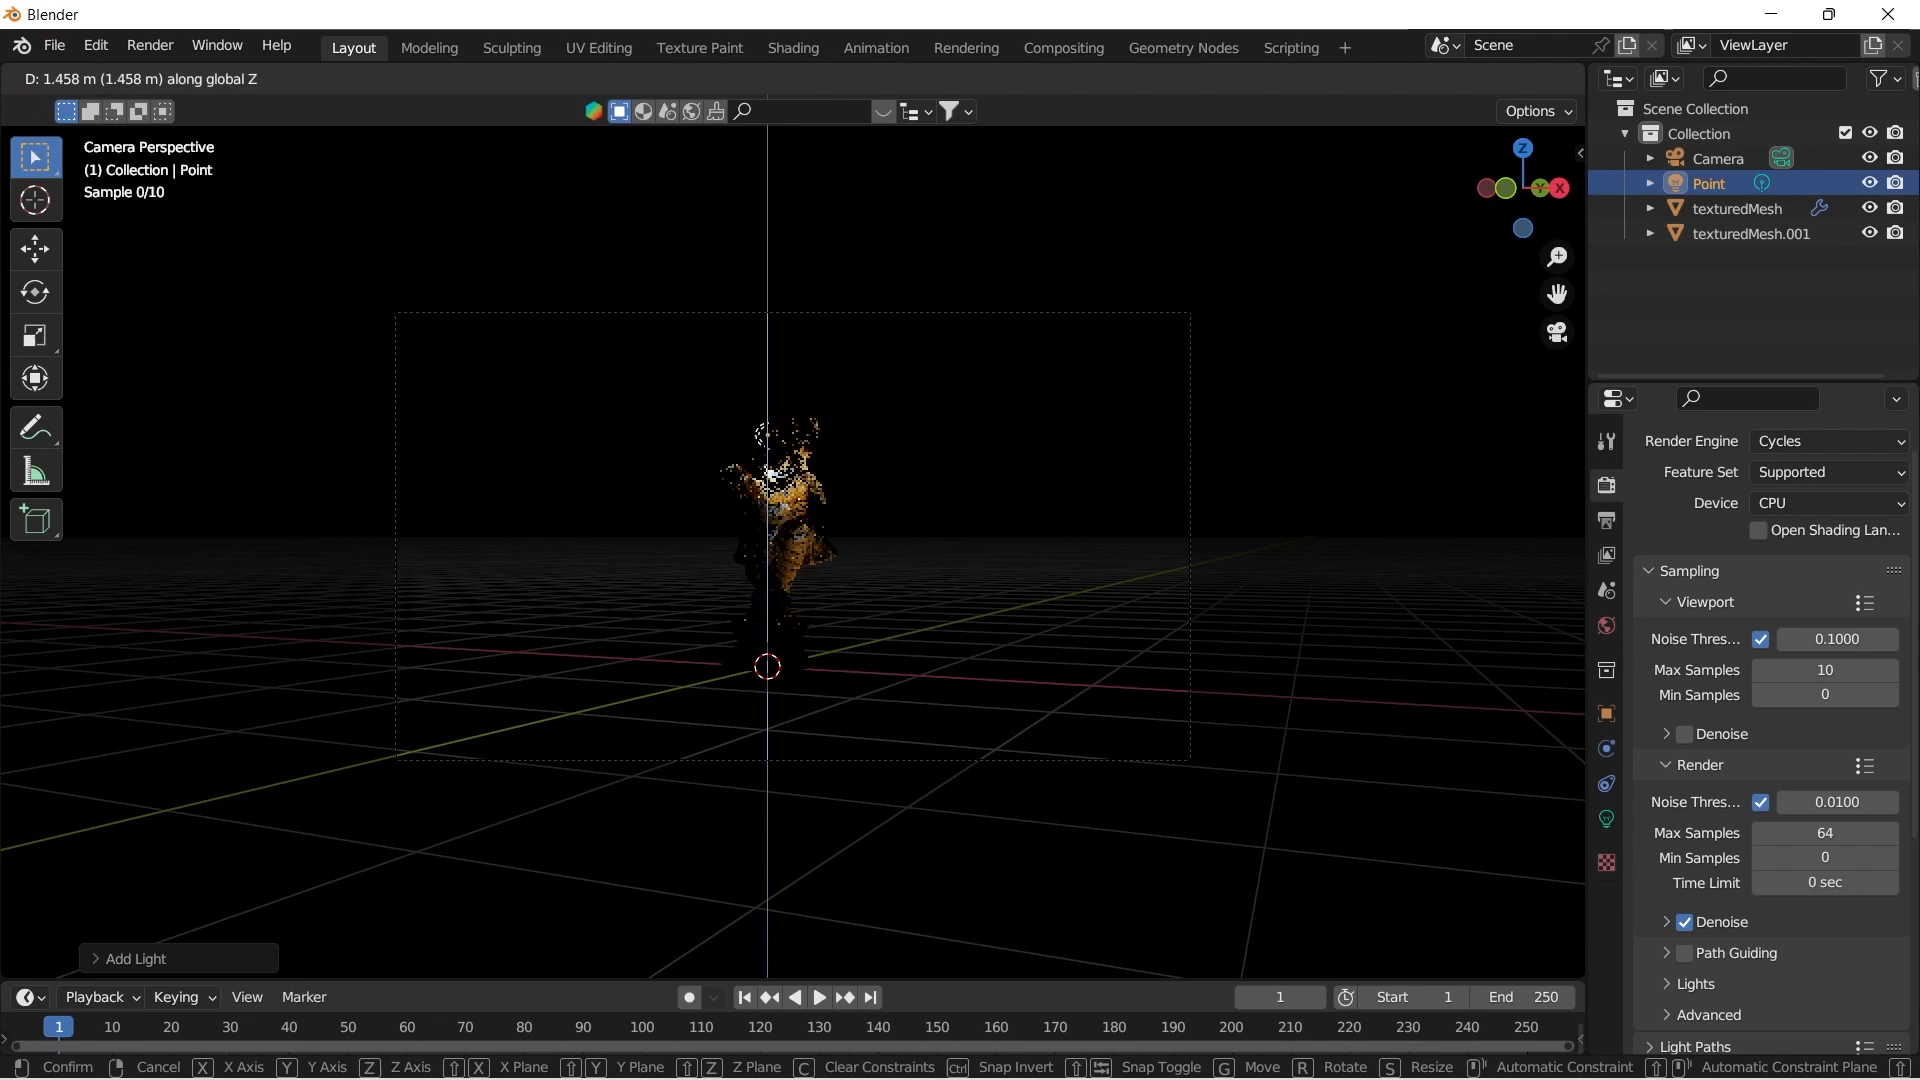 Blender
File Edit Render Window Help Layout Modeling Sculpting UV Editing Texture Paint Shading Animation Rendering Compositing Geometry Nodes Scripting + Scene ViewLayer
D: 1.458 m (1.458 m) along global Z
Options
Camera Perspective
(1) Collection | Point
Sample 0/10
Z
Y X
Scene Collection
Collection
Camera
Point
texturedMesh
texturedMesh.001
Render Engine Cycles
Feature Set Supported
Device CPU
Open Shading Lan...
Sampling
Viewport
Noise Thres... 0.1000
Max Samples 10
Min Samples 0
Denoise
Render
Noise Thres... 0.0100
Max Samples 64
Min Samples 0
Time Limit 0 sec
Denoise
Path Guiding
Lights
Advanced
Light Paths
Add Light
Playback Keying View Marker 1 Start 1 End 250
1 10 20 30 40 50 60 70 80 90 100 110 120 130 140 150 160 170 180 190 200 210 220 230 240 250
Confirm Cancel X X Axis Y Y Axis Z Z Axis X X Plane Y Y Plane Z Z Plane C Clear Constraints Ctrl Snap Invert Snap Toggle G Move R Rotate S Resize Automatic Constraint Automatic Constraint Plane